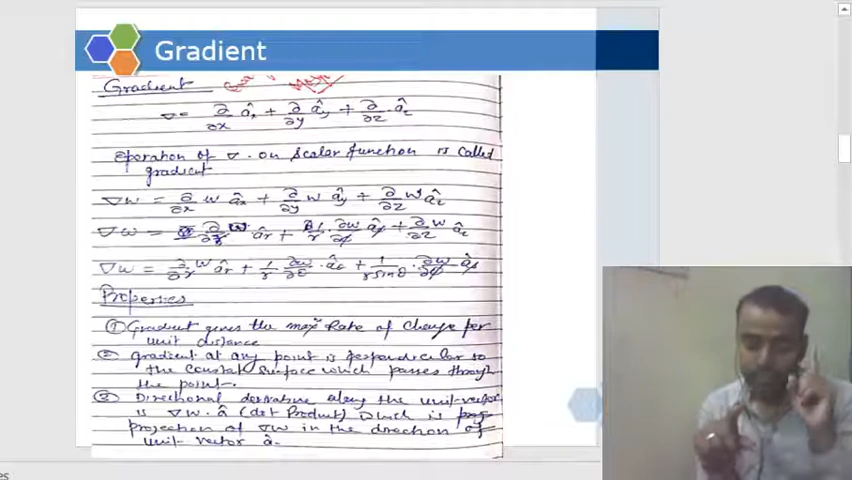 Gradient
Gradient
∇ = ∂/∂x âx + ∂/∂y ây + ∂/∂z · âz
Operation of ∇ · on Scalar function is called
gradient
∇W = ∂/∂x W âx + ∂/∂y W ây + ∂/∂z W âz
∇W = ∂/∂r W âr + 1/r · ∂W/∂φ âφ + ∂/∂z W âz
∇W = ∂/∂r W âr + 1/r ∂W/∂θ · âθ + 1/r sinθ · ∂W/∂φ âφ
Properties
① Gradient gives the max^m Rate of change per
unit distance
② gradient at any point is perpendicular to
the constat surface which passes through
the point.
③ Directional derivative along the unit vector
is ∇W · â (dot Product) which is
projection of ∇W in the direction of
unit vector â.